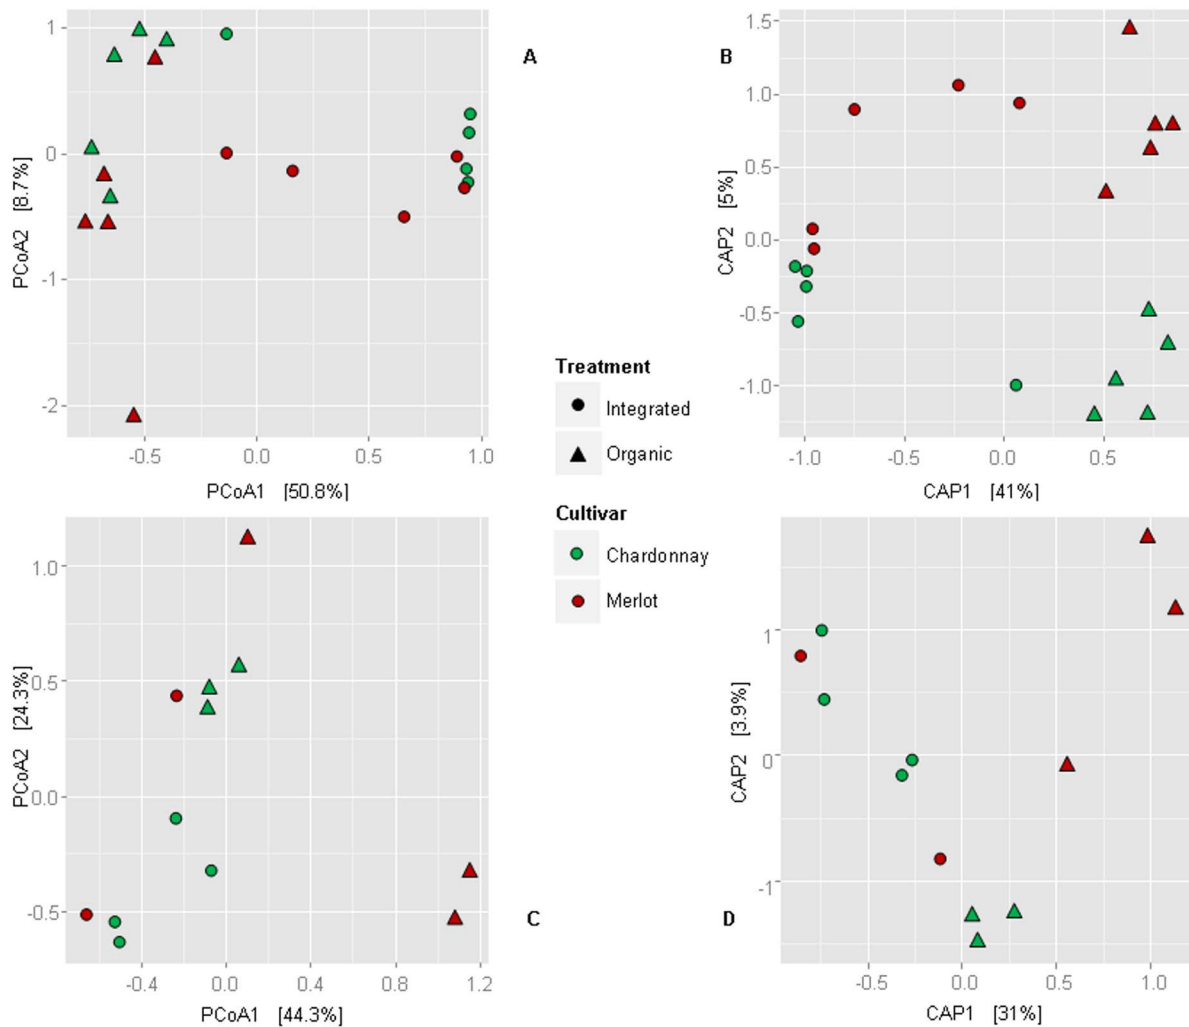 1
0
-1
-2
PCoA2 [8.7%]
-0.5
0.0
0.5
1.0
PCoA1 [50.8%]
A
B
1.5
1.0
0.5
0.0
-0.5
-1.0
CAP2 [5%]
-1.0
-0.5
0.0
0.5
CAP1 [41%]
Treatment
Integrated
Organic
Cultivar
Chardonnay
Merlot
1.0
0.5
0.0
-0.5
PCoA2 [24.3%]
-0.4
0.0
0.4
0.8
1.2
PCoA1 [44.3%]
C
D
1
0
-1
CAP2 [3.9%]
-0.5
0.0
0.5
1.0
CAP1 [31%]